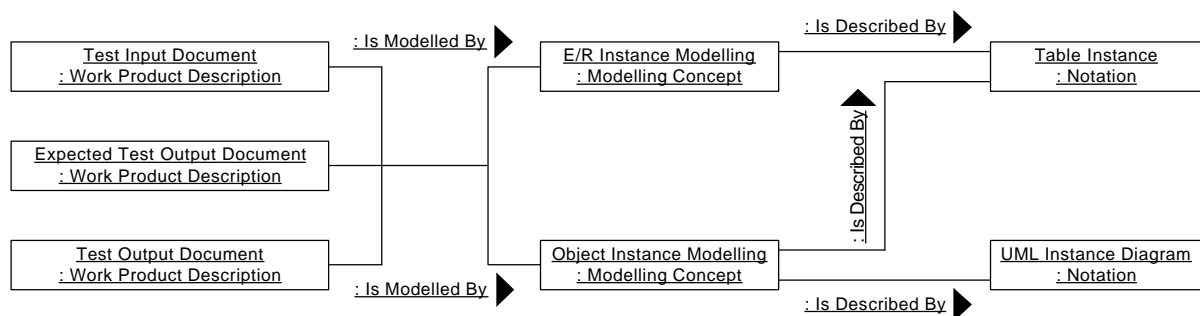 : Is Described By
: Is Modelled By
Test Input Document
: Work Product Description
E/R Instance Modelling
: Modelling Concept
Table Instance
: Notation
: Is Described By
Expected Test Output Document
: Work Product Description
Test Output Document
: Work Product Description
Object Instance Modelling
: Modelling Concept
UML Instance Diagram
: Notation
: Is Modelled By
: Is Described By